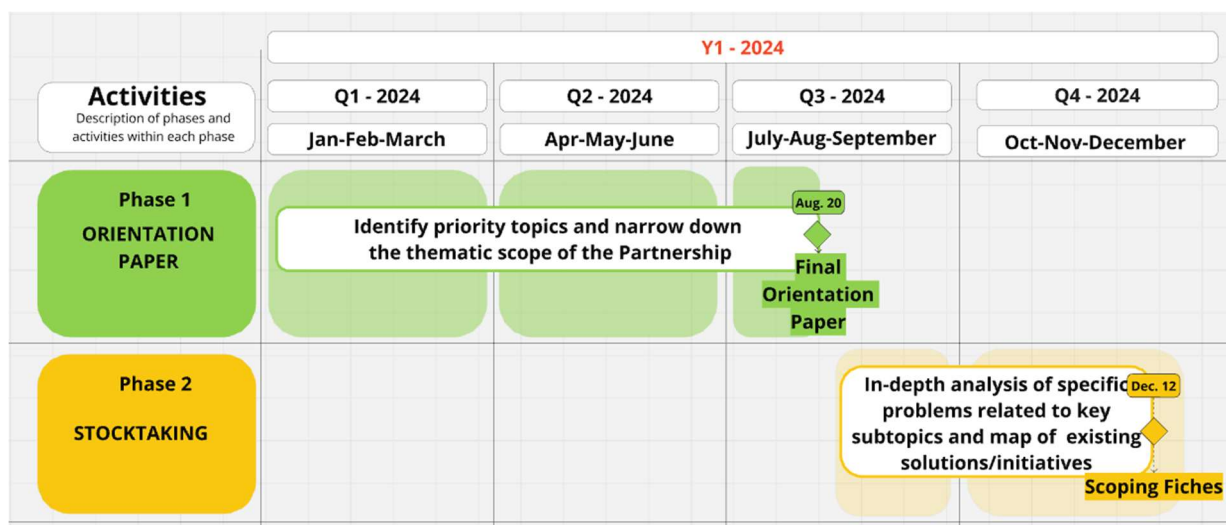 Y1 - 2024
Activities
Description of phases and
activities within each phase
Q1 - 2024
Q2 - 2024
Q3 - 2024
Q4 - 2024
Jan-Feb-March
Apr-May-June
July-Aug-September
Oct-Nov-December
Phase 1
ORIENTATION
PAPER
Identify priority topics and narrow down
the thematic scope of the Partnership
Aug. 20
Final
Orientation
Paper
Phase 2
STOCKTAKING
In-depth analysis of specific
problems related to key
subtopics and map of existing
solutions/initiatives
Dec. 12
Scoping Fiches